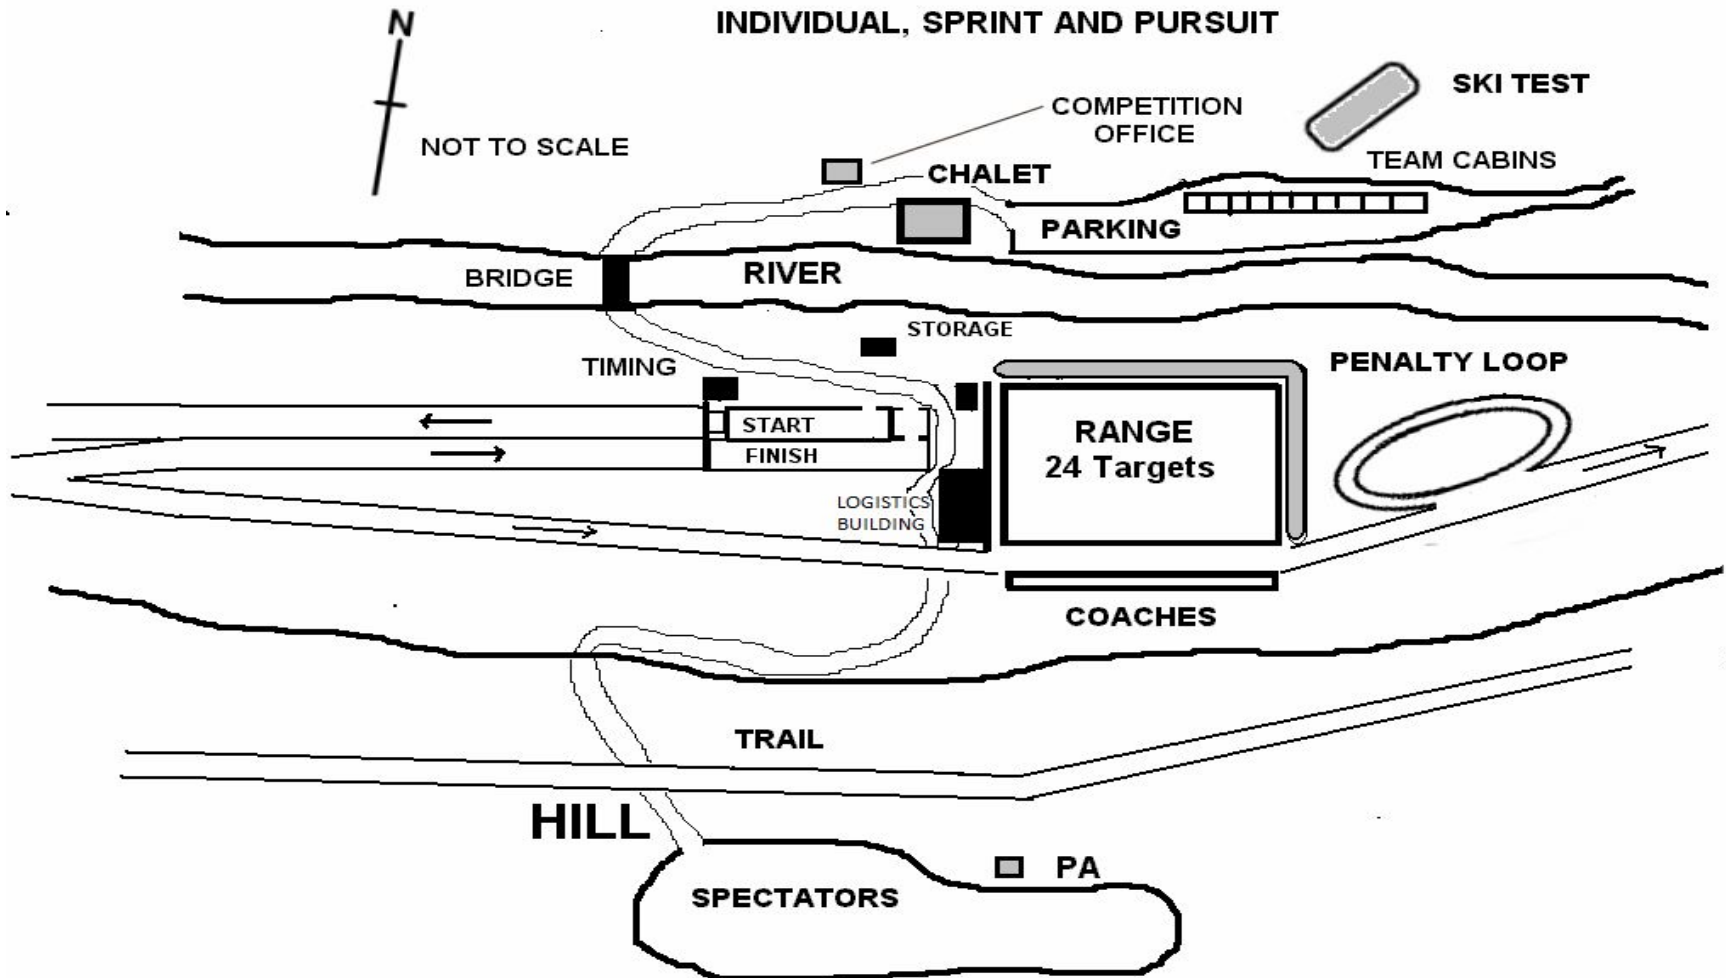 N
INDIVIDUAL, SPRINT AND PURSUIT
SKI TEST
COMPETITION
OFFICE
NOT TO SCALE
TEAM CABINS
CHALET
PARKING
BRIDGE
RIVER
STORAGE
TIMING
PENALTY LOOP
START
FINISH
RANGE
24 Targets
LOGISTICS
BUILDING
COACHES
TRAIL
HILL
PA
SPECTATORS